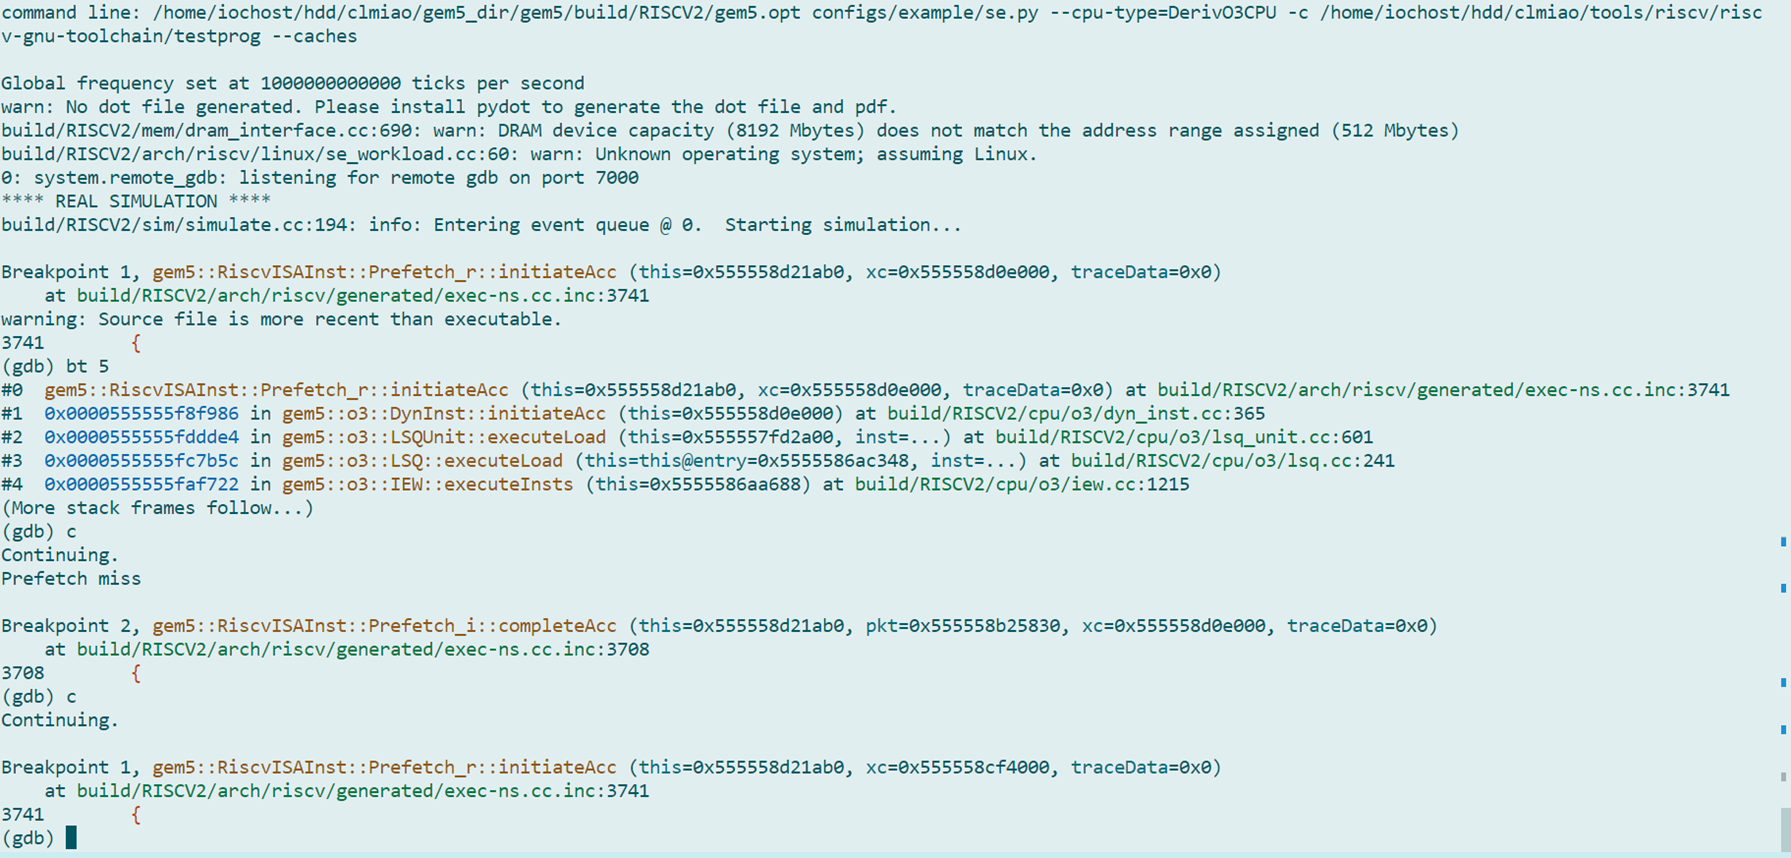 command line: /home/iochost/hdd/clmiao/gem5_dir/gem5/build/RISCV2/gem5.opt configs/example/se.py --cpu-type=DerivO3CPU -c /home/iochost/hdd/clmiao/tools/riscv/risc
v-gnu-toolchain/testprog --caches
Global frequency set at 1000000000000 ticks per second
warn: No dot file generated. Please install pydot to generate the dot file and pdf.
build/RISCV2/mem/dram_interface.cc:690: warn: DRAM device capacity (8192 Mbytes) does not match the address range assigned (512 Mbytes)
build/RISCV2/arch/riscv/linux/se_workload.cc:60: warn: Unknown operating system; assuming Linux.
0: system.remote_gdb: listening for remote gdb on port 7000
**** REAL SIMULATION ****
build/RISCV2/sim/simulate.cc:194: info: Entering event queue @ 0.  Starting simulation...
Breakpoint 1, gem5::RiscvISAInst::Prefetch_r::initiateAcc (this=0x555558d21ab0, xc=0x555558d0e000, traceData=0x0)
    at build/RISCV2/arch/riscv/generated/exec-ns.cc.inc:3741
warning: Source file is more recent than executable.
3741        {
(gdb) bt 5
#0  gem5::RiscvISAInst::Prefetch_r::initiateAcc (this=0x555558d21ab0, xc=0x555558d0e000, traceData=0x0) at build/RISCV2/arch/riscv/generated/exec-ns.cc.inc:3741
#1  0x0000555555f8f986 in gem5::o3::DynInst::initiateAcc (this=0x555558d0e000) at build/RISCV2/cpu/o3/dyn_inst.cc:365
#2  0x0000555555fddde4 in gem5::o3::LSQUnit::executeLoad (this=0x555557fd2a00, inst=...) at build/RISCV2/cpu/o3/lsq_unit.cc:601
#3  0x0000555555fc7b5c in gem5::o3::LSQ::executeLoad (this=this@entry=0x5555586ac348, inst=...) at build/RISCV2/cpu/o3/lsq.cc:241
#4  0x0000555555faf722 in gem5::o3::IEW::executeInsts (this=0x5555586aa688) at build/RISCV2/cpu/o3/iew.cc:1215
(More stack frames follow...)
(gdb) c
Continuing.
Prefetch miss
Breakpoint 2, gem5::RiscvISAInst::Prefetch_i::completeAcc (this=0x555558d21ab0, pkt=0x555558b25830, xc=0x555558d0e000, traceData=0x0)
    at build/RISCV2/arch/riscv/generated/exec-ns.cc.inc:3708
3708        {
(gdb) c
Continuing.
Breakpoint 1, gem5::RiscvISAInst::Prefetch_r::initiateAcc (this=0x555558d21ab0, xc=0x555558cf4000, traceData=0x0)
    at build/RISCV2/arch/riscv/generated/exec-ns.cc.inc:3741
3741        {
(gdb)